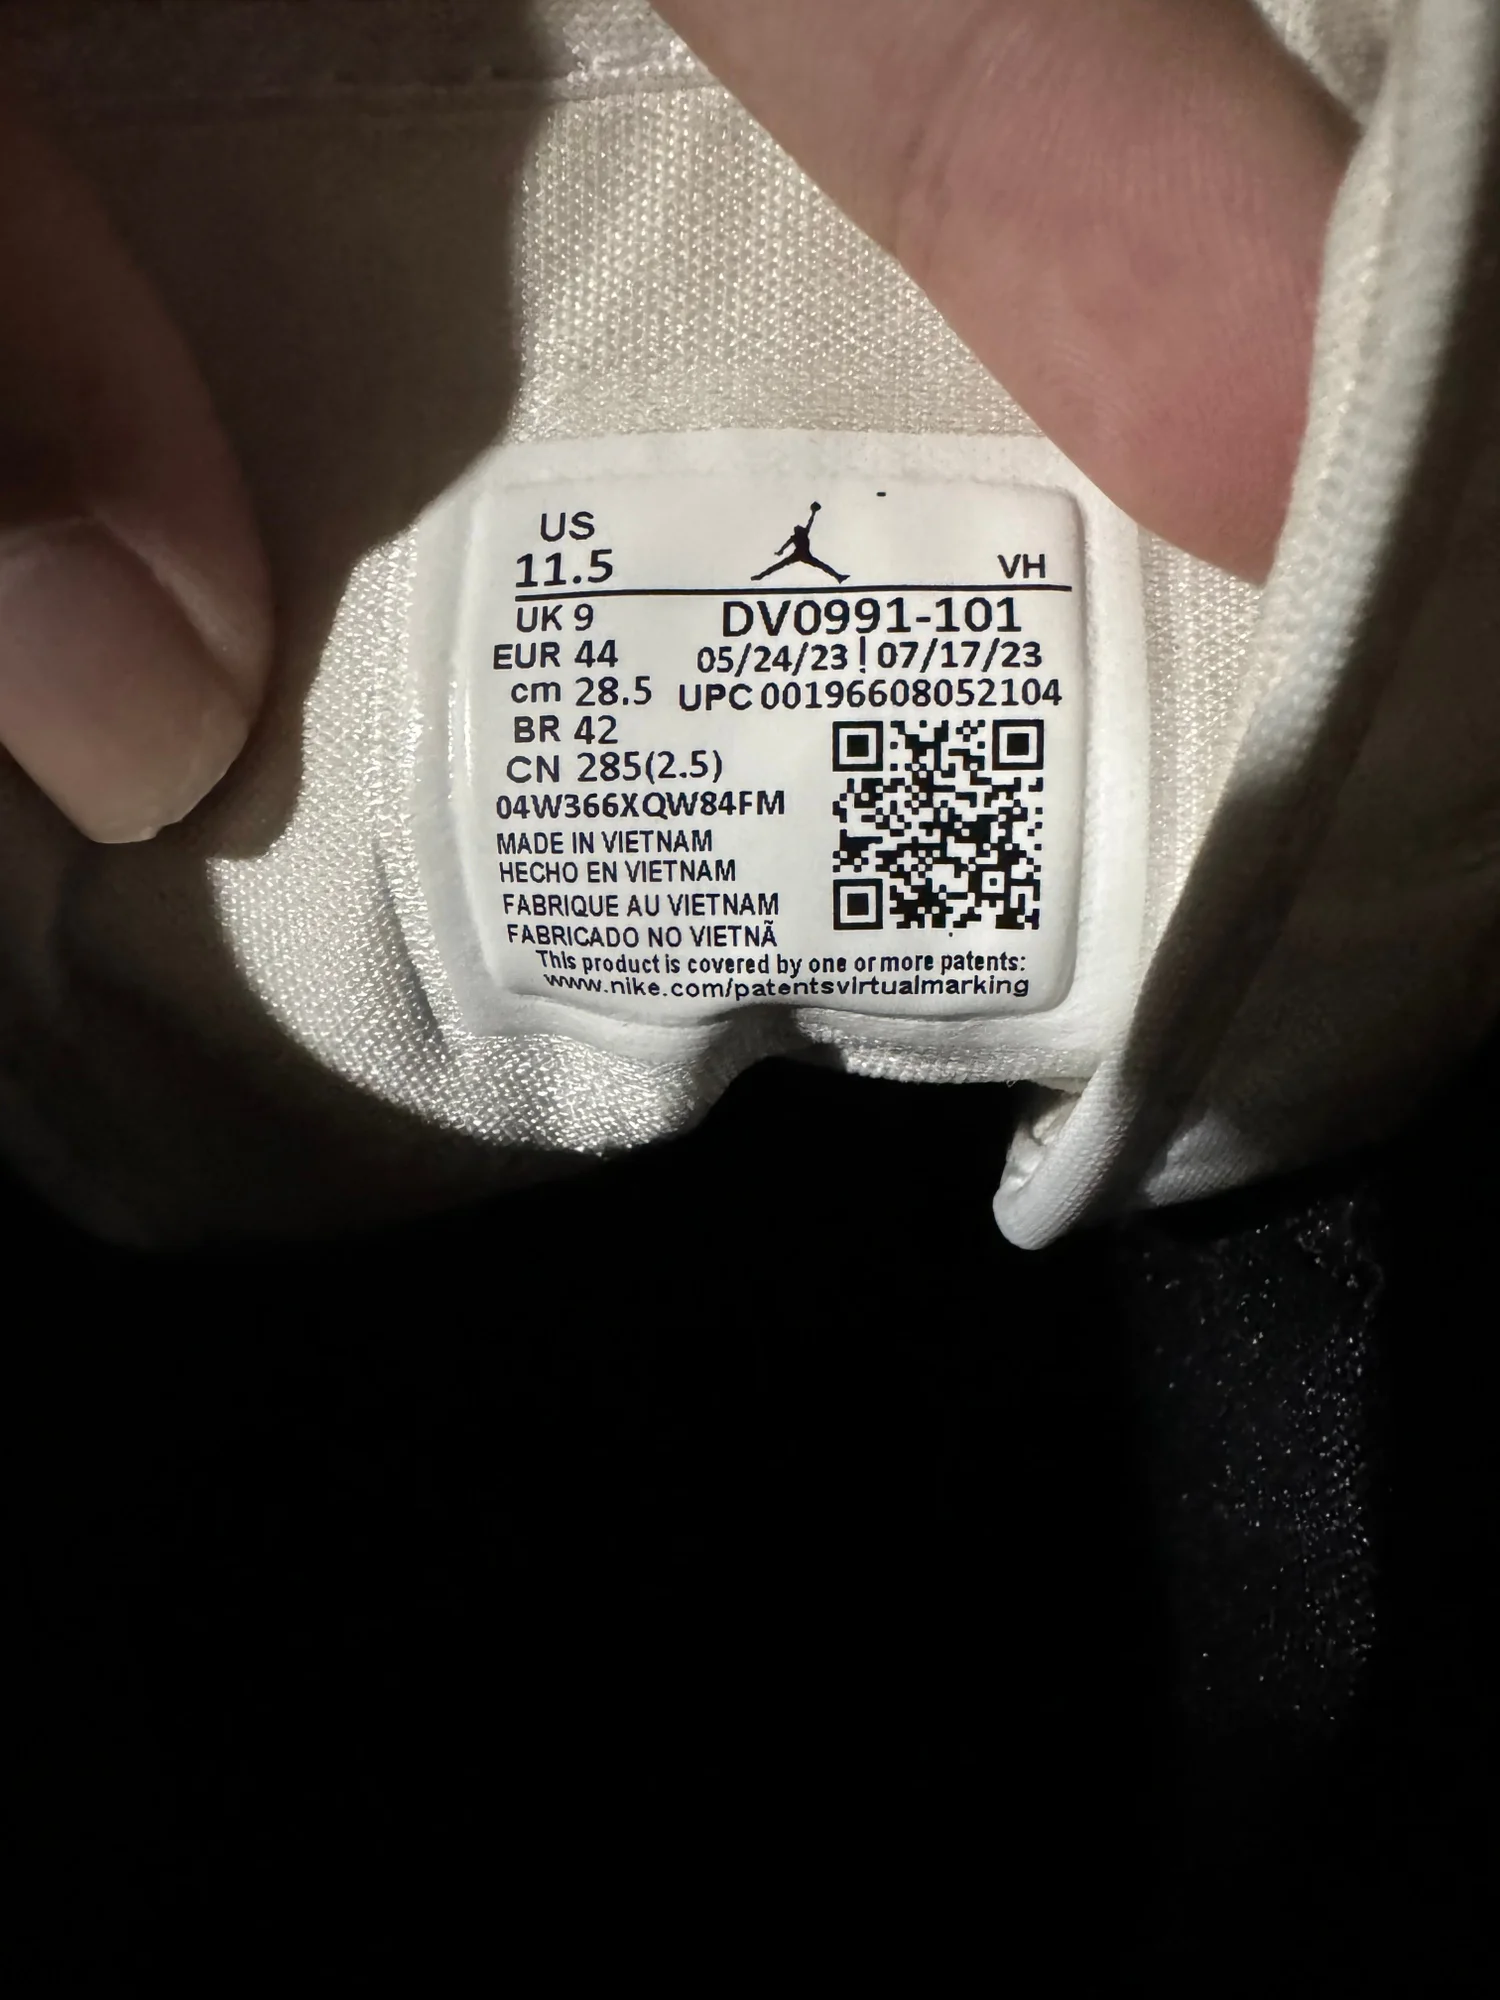 US
11.5
VH
UK 9
DV0991-101
EUR 44
05/24/23 | 07/17/23
cm 28.5
UPC 00196608052104
BR 42
CN 285(2.5)
04W366XQW84FM
MADE IN VIETNAM
HECHO EN VIETNAM
FABRIQUE AU VIETNAM
FABRICADO NO VIETNÃ
This product is covered by one or more patents:
www.nike.com/patentsvirtualmarking